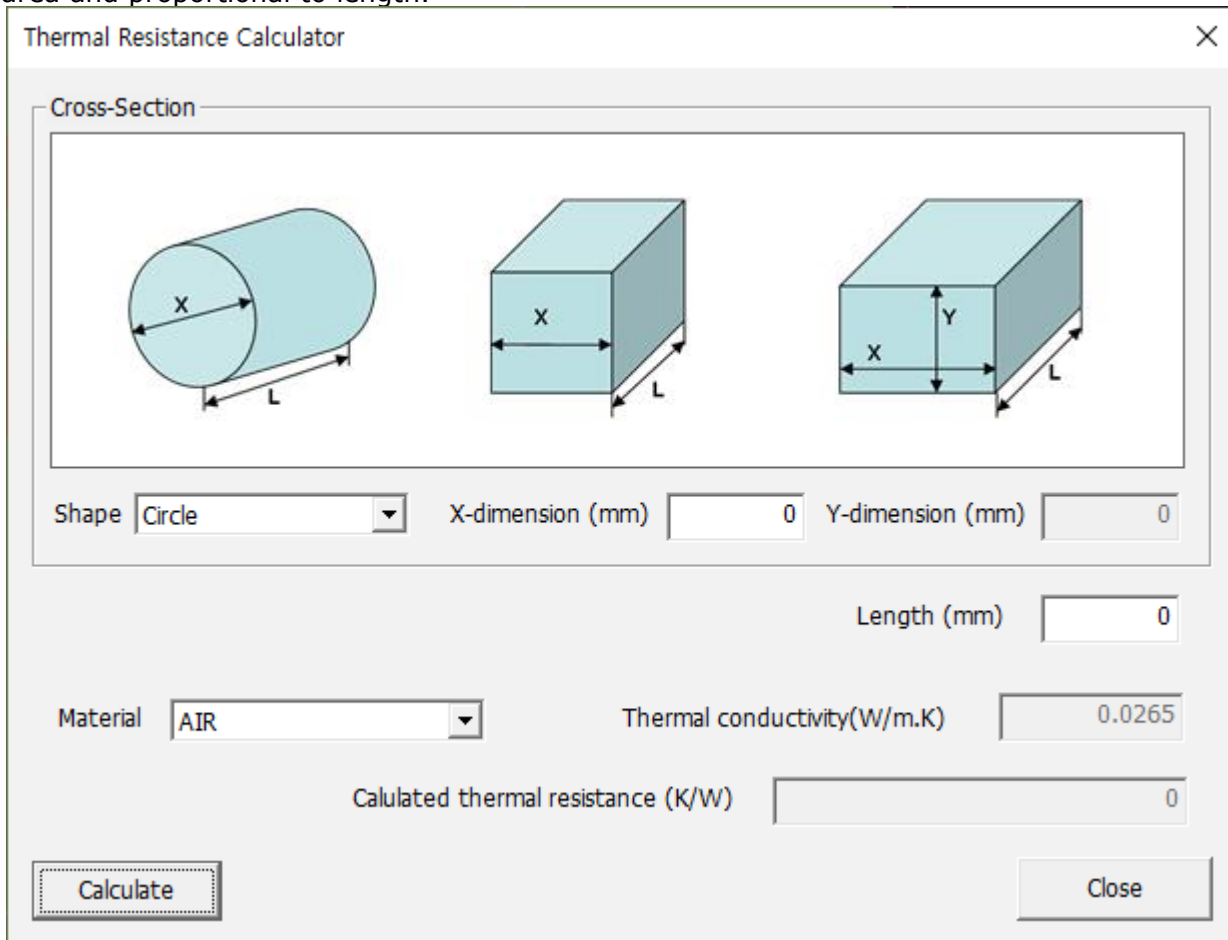 area and proportional to length.
Thermal Resistance Calculator
Cross-Section
X
L
X
L
Y
X
L
Shape Circle X-dimension (mm) 0 Y-dimension (mm) 0
Length (mm) 0
Material AIR Thermal conductivity(W/m.K) 0.0265
Calulated thermal resistance (K/W) 0
Calculate Close